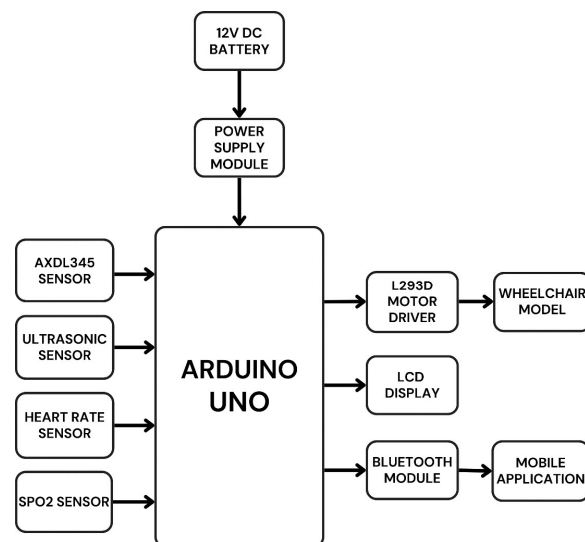 12V DC
BATTERY
POWER
SUPPLY
MODULE
AXDL345
SENSOR
ULTRASONIC
SENSOR
HEART RATE
SENSOR
SPO2 SENSOR
ARDUINO
UNO
L293D
MOTOR
DRIVER
WHEELCHAIR
MODEL
LCD
DISPLAY
BLUETOOTH
MODULE
MOBILE
APPLICATION